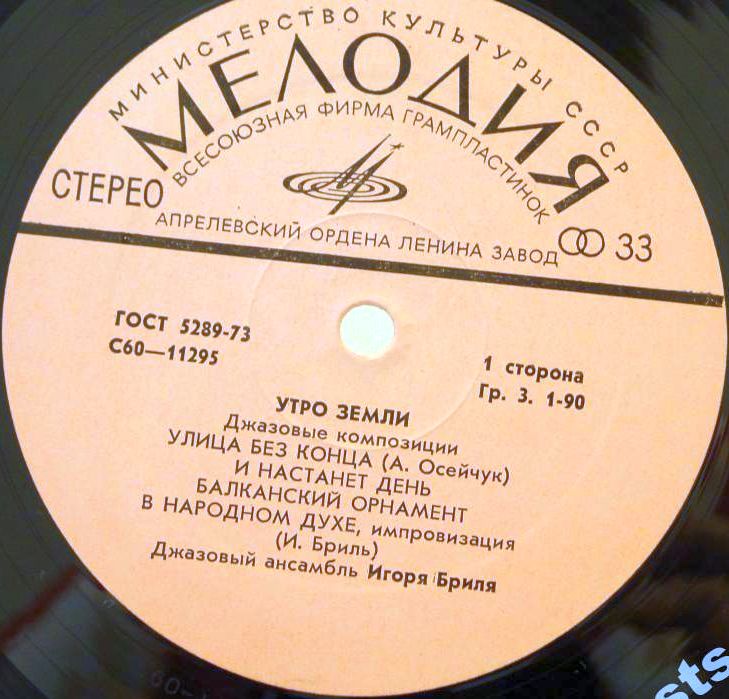 МИНИСТЕРСТВО КУЛЬТУРЫ СССР
МЕЛОДИЯ
ВСЕСОЮЗНАЯ ФИРМА ГРАМПЛАСТИНОК
СТЕРЕО
АПРЕЛЕВСКИЙ ОРДЕНА ЛЕНИНА ЗАВОД
33
ГОСТ 5289-73
С60—11295
1 сторона
Гр. 3. 1-90
УТРО ЗЕМЛИ
Джазовые композиции
УЛИЦА БЕЗ КОНЦА (А. Осейчук)
И НАСТАНЕТ ДЕНЬ
БАЛКАНСКИЙ ОРНАМЕНТ
В НАРОДНОМ ДУХЕ, импровизация
(И. Бриль)
Джазовый ансамбль Игоря Бриля